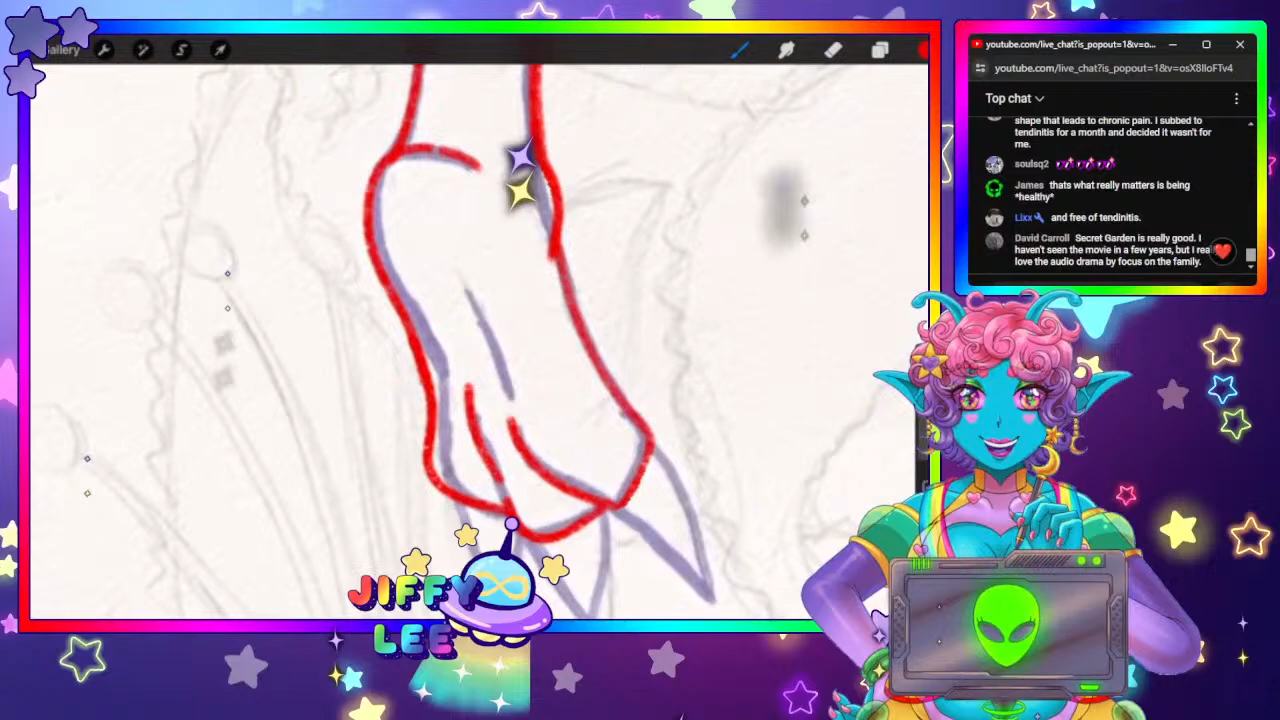 allery
youtube.com/live_chat?is_popout=1&v=o...
youtube.com/live_chat?is_popout=1&v=osX8IloFTv4
Top chat
shape that leads to chronic pain. I subbed to
tendinitis for a month and decided it wasn't for
me.
soulsq2
James thats what really matters is being
*healthy*
Lixx and free of tendinitis.
David Carroll Secret Garden is really good. I
haven't seen the movie in a few years, but I rea
love the audio drama by focus on the family.
JIFFY
LEE